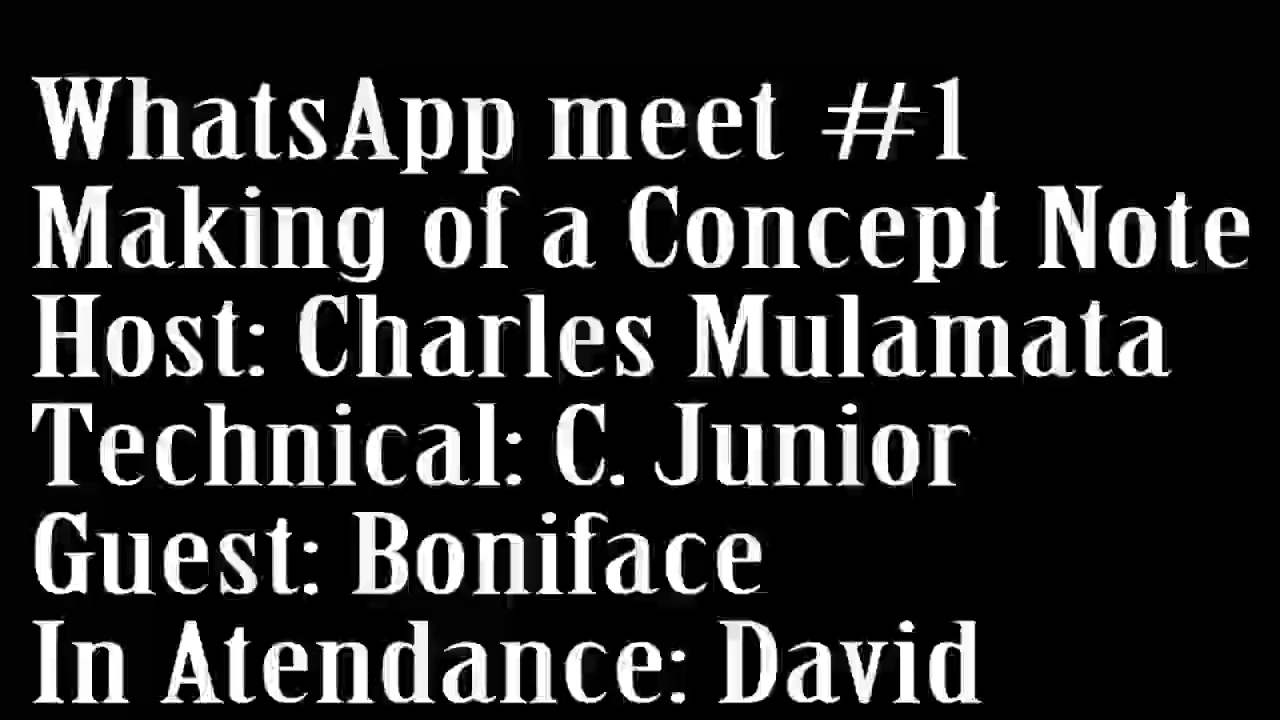 WhatsApp meet #1
Making of a Concept Note
Host: Charles Mulamata
Technical: C. Junior
Guest: Boniface
In Atendance: David